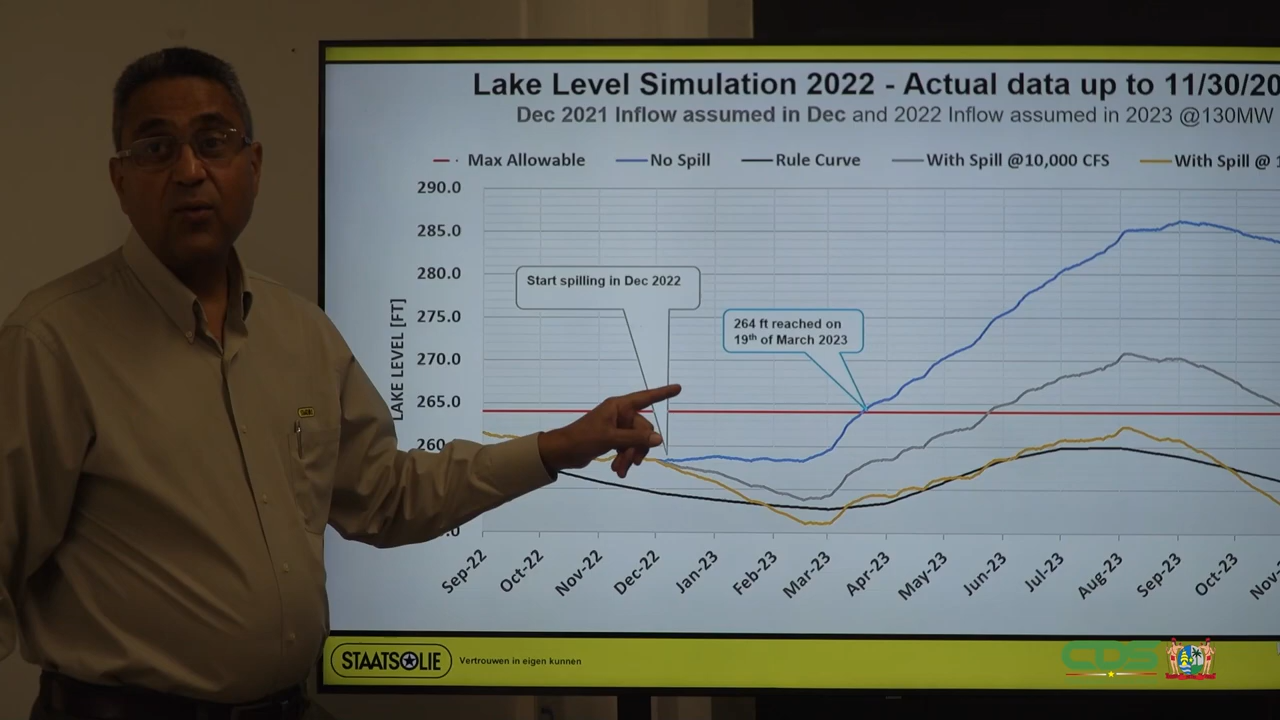 Lake Level Simulation 2022 - Actual data up to 11/30/20
Dec 2021 Inflow assumed in Dec and 2022 Inflow assumed in 2023 @130MW
Max Allowable No Spill Rule Curve With Spill @10,000 CFS With Spill @ 1
290.0
285.0
280.0
275.0
270.0
265.0
260
.0
LAKE LEVEL [FT]
Start spilling in Dec 2022
264 ft reached on
19th of March 2023
Sep-22 Oct-22 Nov-22 Dec-22 Jan-23 Feb-23 Mar-23 Apr-23 May-23 Jun-23 Jul-23 Aug-23 Sep-23 Oct-23 Nov-
STAATSOLIE Vertrouwen in eigen kunnen
CDS